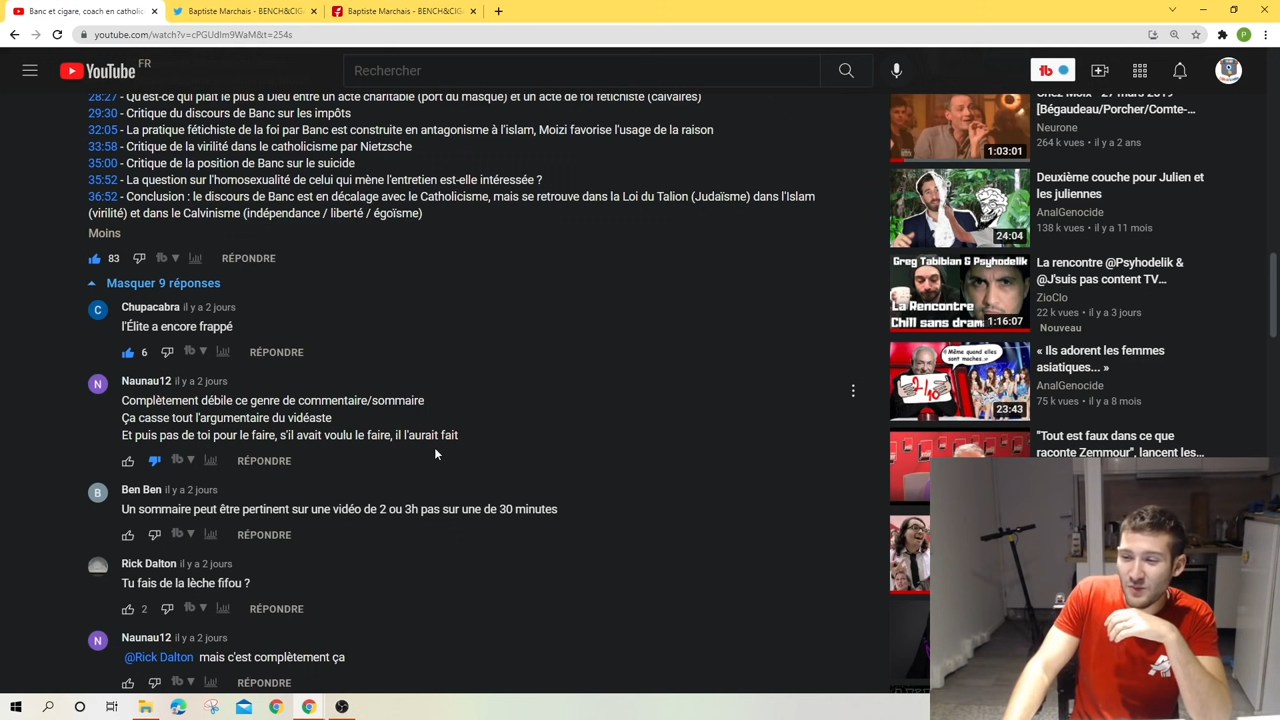 Banc et cigare, coach en catholic
Baptiste Marchais - BENCH&CIG
Baptiste Marchais - BENCH&CIG
youtube.com/watch?v=cPGUdlm9WaM&t=254s
YouTube FR
Rechercher
28:27 - Qu'est-ce qui plaît le plus à Dieu entre un acte charitable (port du masque) et un acte de foi fétichiste (calvaires)
29:30 - Critique du discours de Banc sur les impôts
32:05 - La pratique fétichiste de la foi par Banc est construite en antagonisme à l'islam, Moizi favorise l'usage de la raison
33:58 - Critique de la virilité dans le catholicisme par Nietzsche
35:00 - Critique de la position de Banc sur le suicide
35:52 - La question sur l'homosexualité de celui qui mène l'entretien est-elle intéressée ?
36:52 - Conclusion : le discours de Banc est en décalage avec le Catholicisme, mais se retrouve dans la Loi du Talion (Judaïsme) dans l'Islam
(virilité) et dans le Calvinisme (indépendance / liberté / égoïsme)
Moins
83 RÉPONDRE
Masquer 9 réponses
C
Chupacabra il y a 2 jours
l'Élite a encore frappé
6 RÉPONDRE
N
Naunau12 il y a 2 jours
Complètement débile ce genre de commentaire/sommaire
Ça casse tout l'argumentaire du vidéaste
Et puis pas de toi pour le faire, s'il avait voulu le faire, il l'aurait fait
RÉPONDRE
B
Ben Ben il y a 2 jours
Un sommaire peut être pertinent sur une vidéo de 2 ou 3h pas sur une de 30 minutes
RÉPONDRE
Rick Dalton il y a 2 jours
Tu fais de la lèche fifou ?
2 RÉPONDRE
N
Naunau12 il y a 2 jours
@Rick Dalton mais c'est complètement ça
RÉPONDRE
Chez Moix - 27 mars 2019
[Bégaudeau/Porcher/Comte-...
Neurone
264 k vues • il y a 2 ans
1:03:01
Deuxième couche pour Julien et
les juliennes
AnalGenocide
138 k vues • il y a 11 mois
24:04
Greg Tabibian & Psyhodelik
La Rencontre
Chill sans dram
1:16:07
La rencontre @Psyhodelik &
@J'suis pas content TV...
ZioClo
22 k vues • il y a 3 jours
Nouveau
Même quand elles
sont moches.
2/10
23:43
« Ils adorent les femmes
asiatiques... »
AnalGenocide
75 k vues • il y a 8 mois
"Tout est faux dans ce que
raconte Zemmour", lancent les...